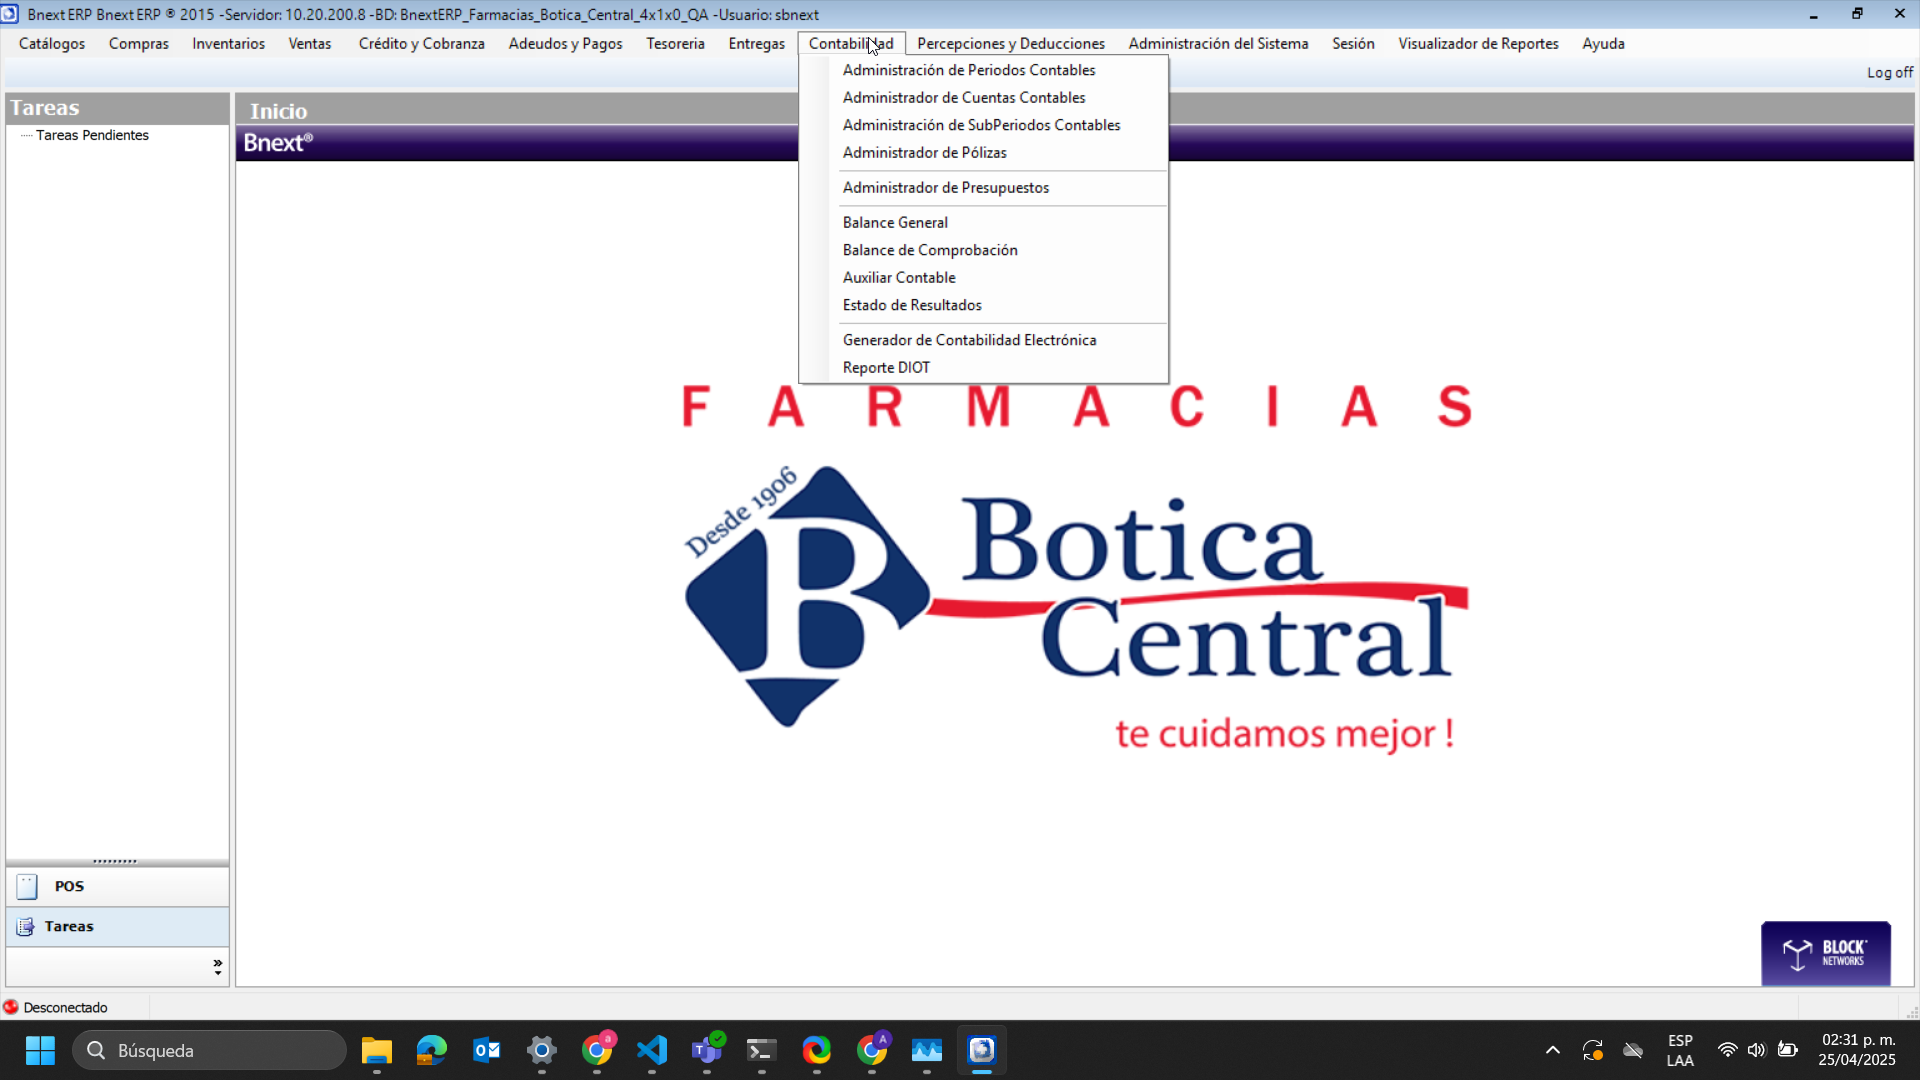 Bnext ERP Bnext ERP ® 2015 -Servidor: 10.20.200.8 -BD: BnextERP_Farmacias_Botica_Central_4x1x0_QA -Usuario: sbnext
Catálogos Compras Inventarios Ventas Crédito y Cobranza Adeudos y Pagos Tesoreria Entregas Contabilidad Percepciones y Deducciones Administración del Sistema Sesión Visualizador de Reportes Ayuda
Log off
Administración de Periodos Contables
Administrador de Cuentas Contables
Administración de SubPeriodos Contables
Administrador de Pólizas
Administrador de Presupuestos
Balance General
Balance de Comprobación
Auxiliar Contable
Estado de Resultados
Generador de Contabilidad Electrónica
Reporte DIOT
Tareas
Tareas Pendientes
Inicio
Bnext®
FARMACIAS
Desde 1906
B
Botica
Central
te cuidamos mejor !
POS
Tareas
BLOCK
NETWORKS
Desconectado
Búsqueda
ESP
LAA
02:31 p. m.
25/04/2025